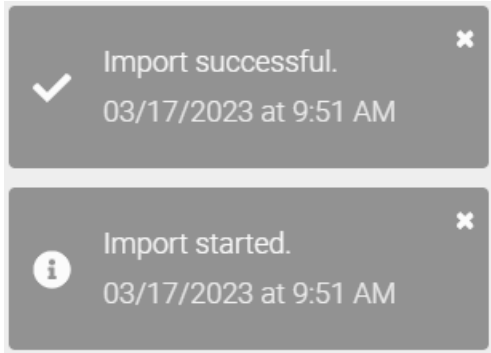 Import successful.
03/17/2023 at 9:51 AM
Import started.
03/17/2023 at 9:51 AM